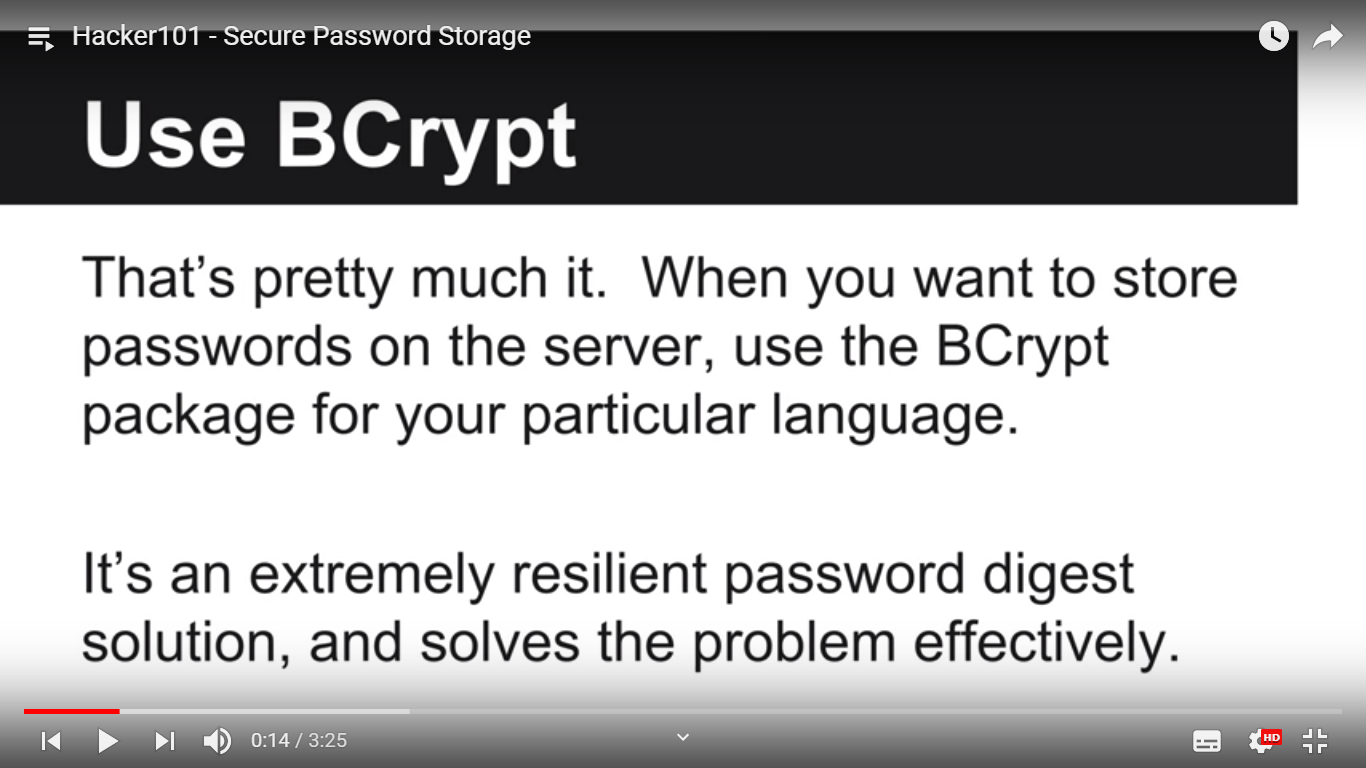 Hacker101 - Secure Password Storage
Use BCrypt
That’s pretty much it.  When you want to store
passwords on the server, use the BCrypt
package for your particular language.
It’s an extremely resilient password digest
solution, and solves the problem effectively.
0:14 / 3:25
HD